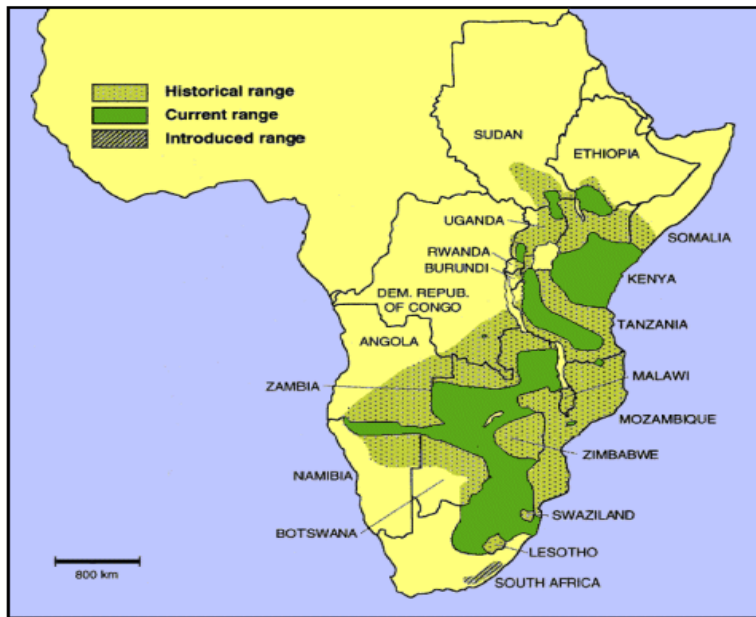 Historical range
Current range
Introduced range
SUDAN
ETHIOPIA
UGANDA
SOMALIA
RWANDA
BURUNDI
KENYA
DEM. REPUB.
OF CONGO
TANZANIA
ANGOLA
MALAWI
ZAMBIA
MOZAMBIQUE
ZIMBABWE
NAMIBIA
SWAZILAND
BOTSWANA
LESOTHO
800 km
SOUTH AFRICA